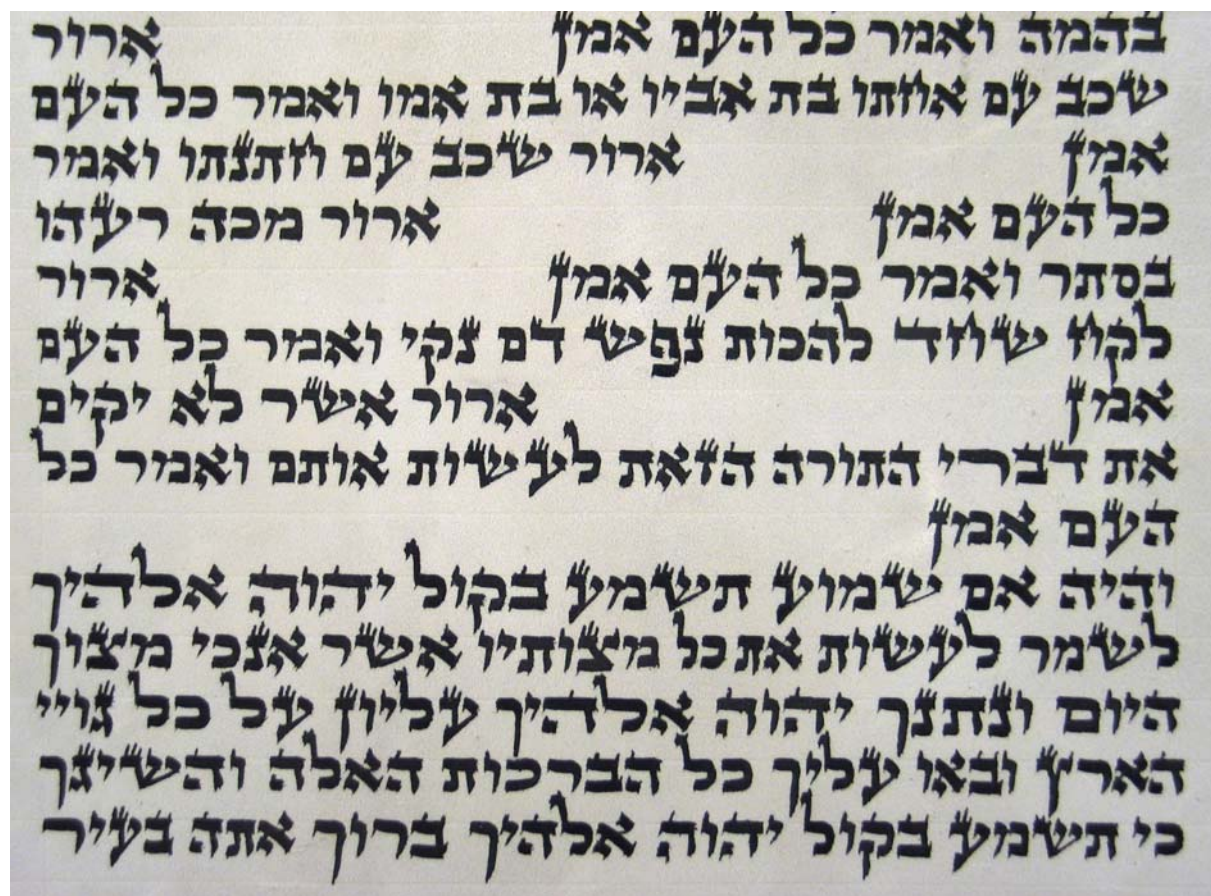 בהמה ואמר כל העם אמן ארור
שכב עם אחתו בת אביו או בת אמו ואמר כל העם
אמן ארור שכב עם חתנתו ואמר
כל העם אמן ארור מכה רעהו
בסתר ואמר כל העם אמן ארור
לקח שחד להכות נפש דם נקי ואמר כל העם
אמן ארור אשר לא יקים
את דברי התורה הזאת לעשות אותם ואמר כל
העם אמן
והיה אם שמוע תשמע בקול יהוה אלהיך
לשמר לעשות את כל מצותיו אשר אנכי מצוך
היום ונתנך יהוה אלהיך עליון על כל גויי
הארץ ובאו עליך כל הברכות האלה והשיגך
כי תשמע בקול יהוה אלהיך ברוך אתה בעיר